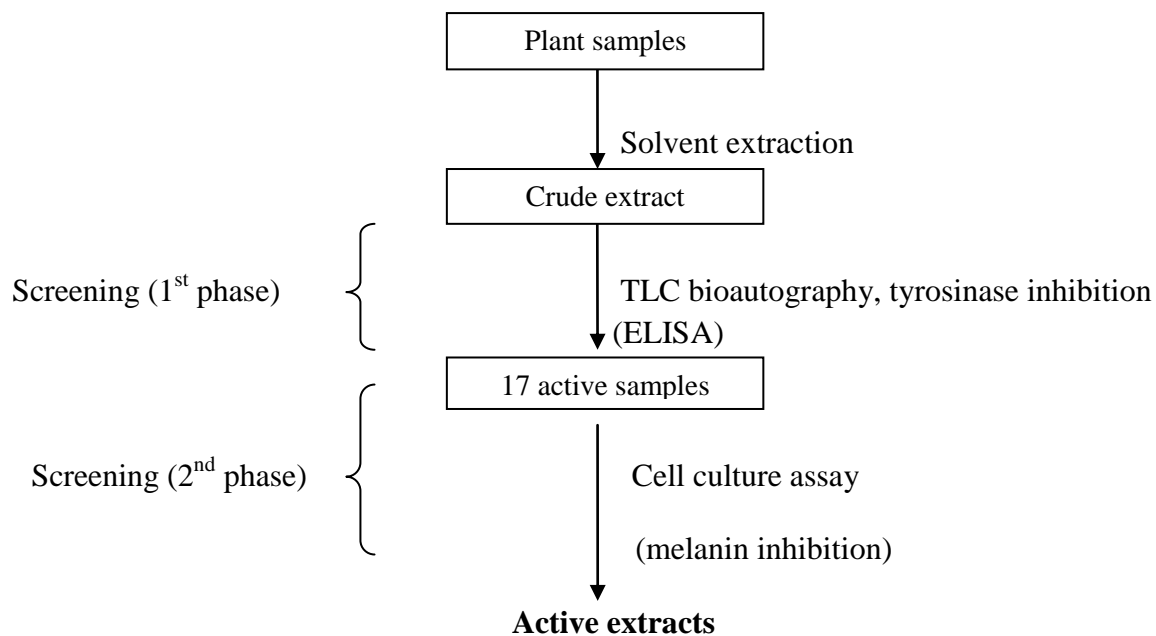 Plant samples
Solvent extraction
Crude extract
Screening (1st phase)
TLC bioautography, tyrosinase inhibition
(ELISA)
17 active samples
Screening (2nd phase)
Cell culture assay
(melanin inhibition)
Active extracts